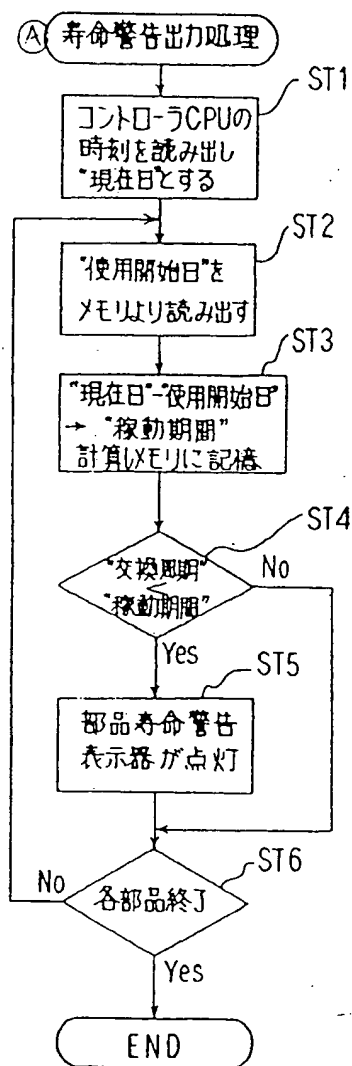 Ⓐ 寿命警告出力処理
ST1
コントローラCPUの
時刻を読み出し
"現在日"とする
ST2
"使用開始日"を
メモリより読み出す
ST3
"現在日"-"使用開始日"
→ "稼動期間"
計算しメモリに記憶
ST4
"交換周期"
<
"稼動期間"
No
Yes
ST5
部品寿命警告
表示器が点灯
ST6
No
各部品終了
Yes
END